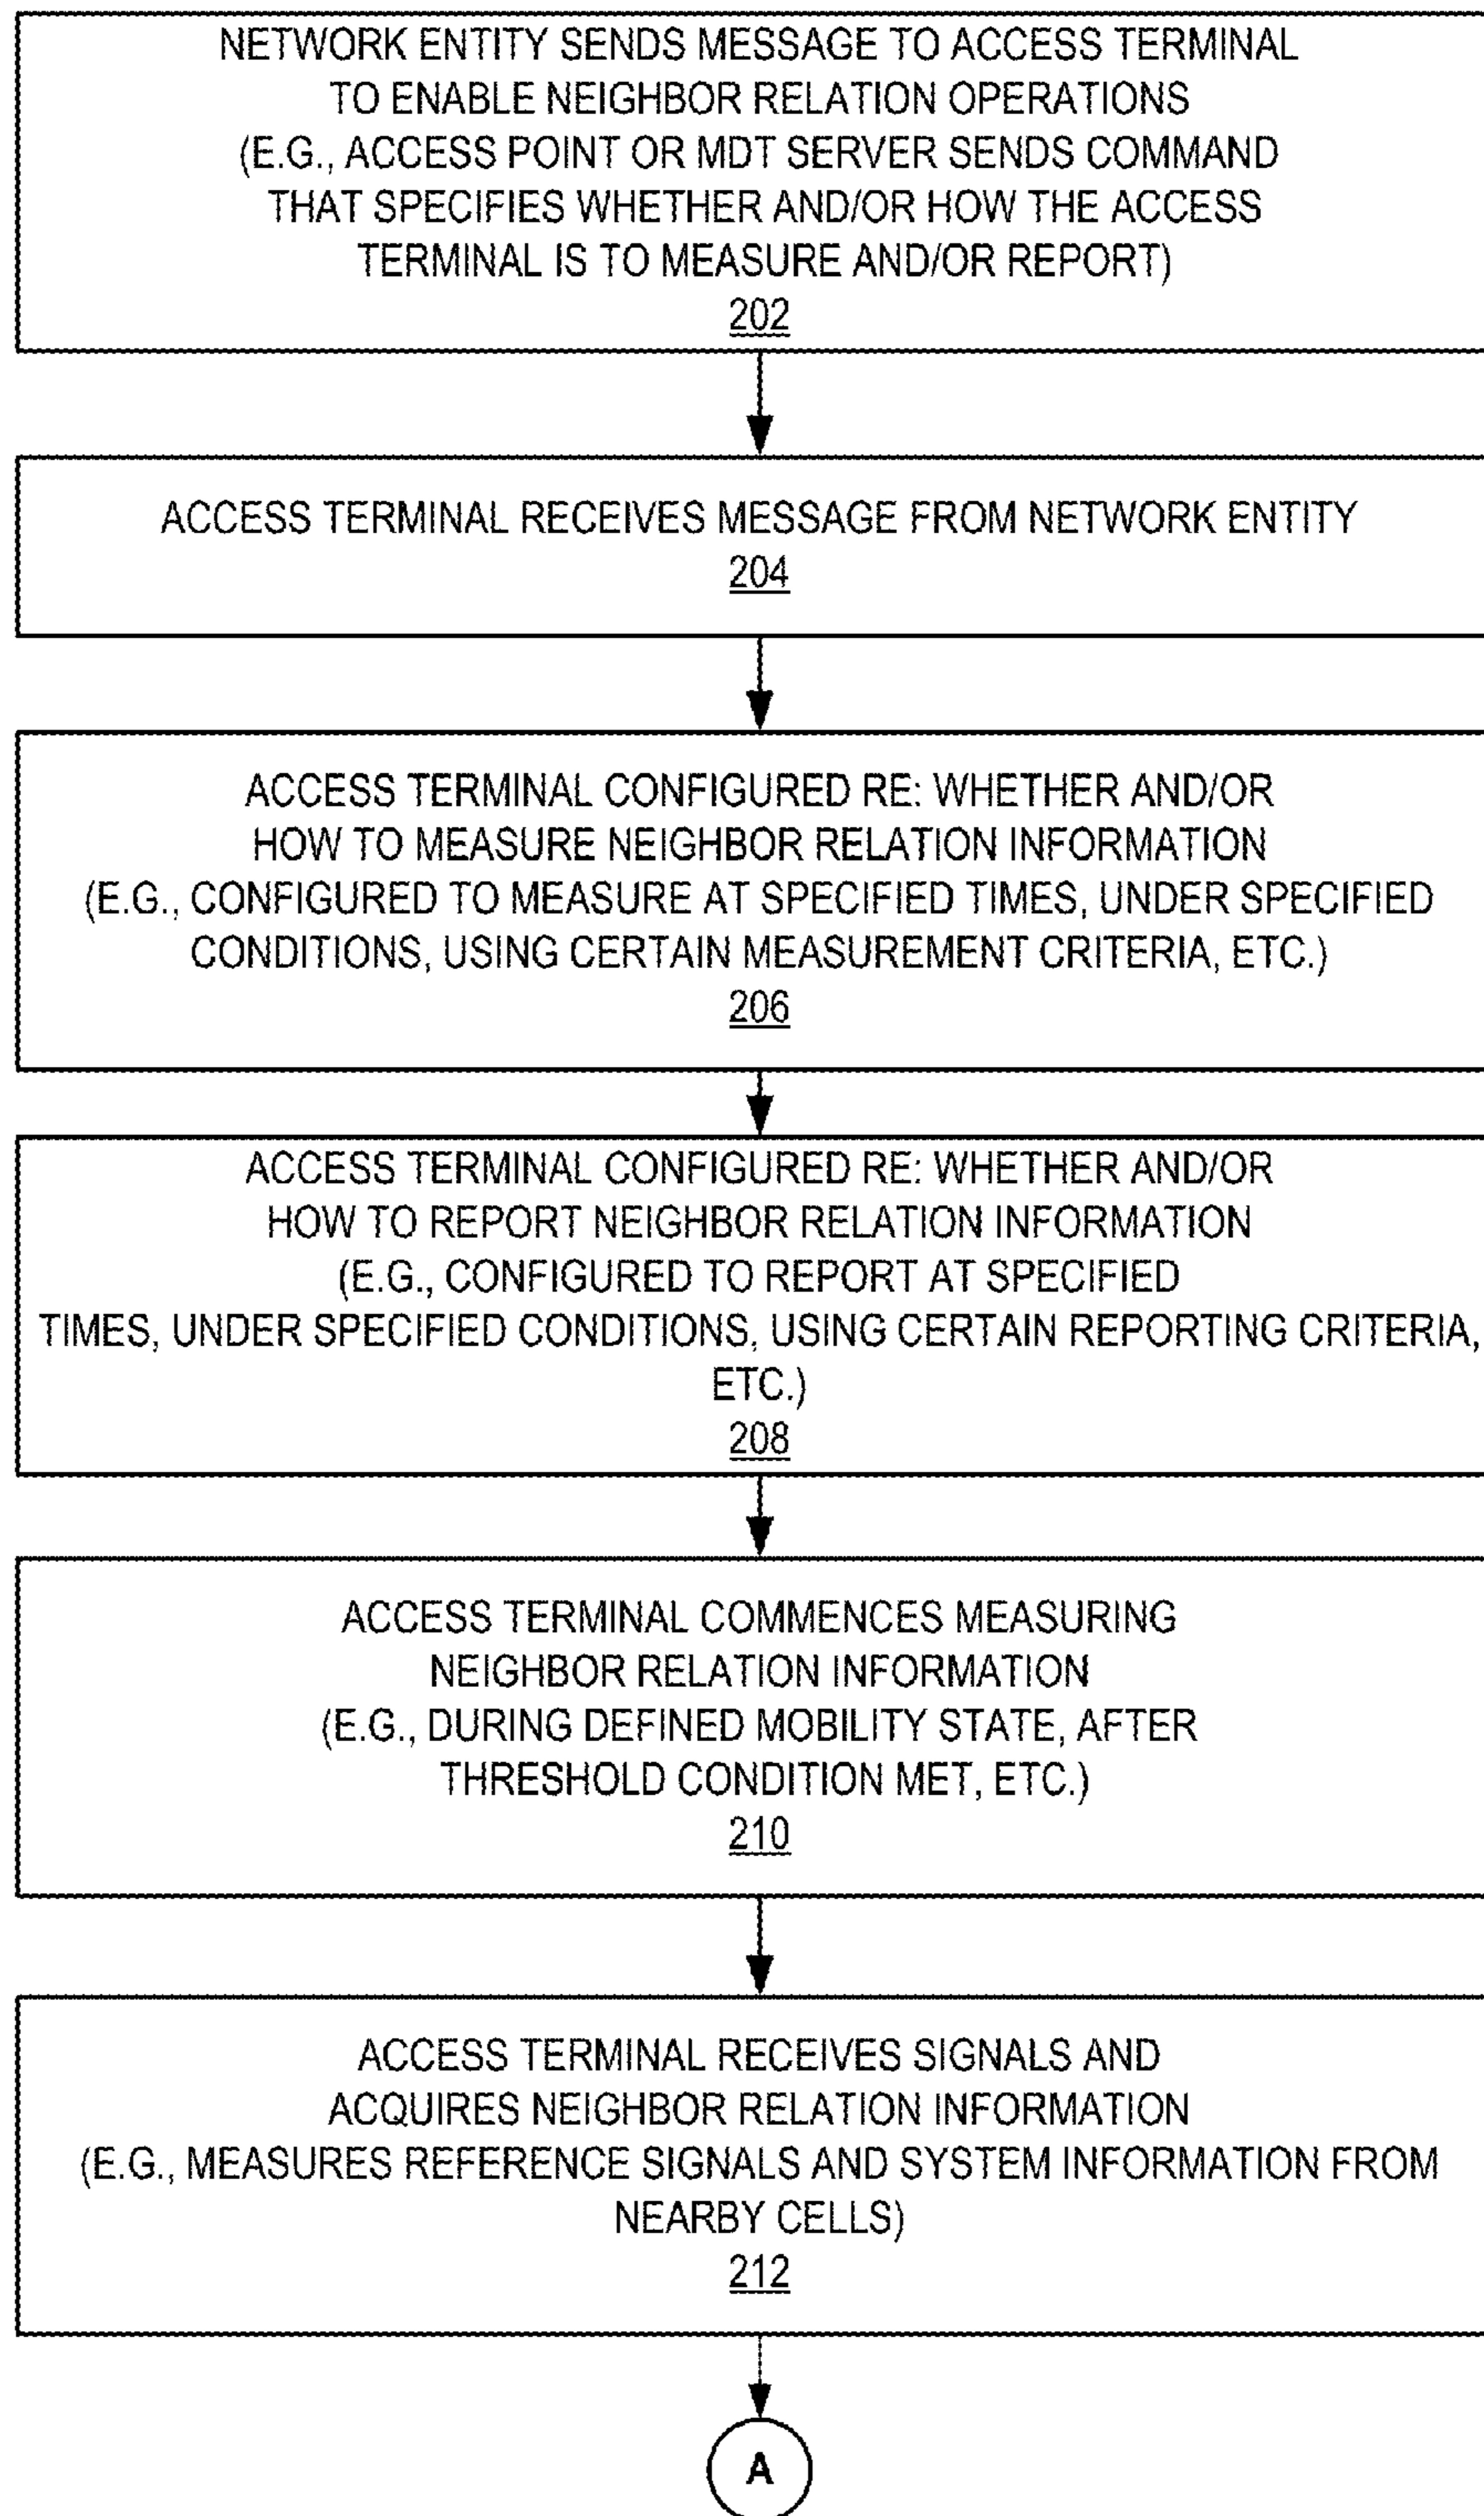 NETWORK ENTITY SENDS MESSAGE TO ACCESS TERMINAL
TO ENABLE NEIGHBOR RELATION OPERATIONS
(E.G., ACCESS POINT OR MDT SERVER SENDS COMMAND
THAT SPECIFIES WHETHER AND/OR HOW THE ACCESS
TERMINAL IS TO MEASURE AND/OR REPORT)
202
ACCESS TERMINAL RECEIVES MESSAGE FROM NETWORK ENTITY
204
ACCESS TERMINAL CONFIGURED RE: WHETHER AND/OR
HOW TO MEASURE NEIGHBOR RELATION INFORMATION
(E.G., CONFIGURED TO MEASURE AT SPECIFIED TIMES, UNDER SPECIFIED
CONDITIONS, USING CERTAIN MEASUREMENT CRITERIA, ETC.)
206
ACCESS TERMINAL CONFIGURED RE: WHETHER AND/OR
HOW TO REPORT NEIGHBOR RELATION INFORMATION
(E.G., CONFIGURED TO REPORT AT SPECIFIED
TIMES, UNDER SPECIFIED CONDITIONS, USING CERTAIN REPORTING CRITERIA,
ETC.)
208
ACCESS TERMINAL COMMENCES MEASURING
NEIGHBOR RELATION INFORMATION
(E.G., DURING DEFINED MOBILITY STATE, AFTER
THRESHOLD CONDITION MET, ETC.)
210
ACCESS TERMINAL RECEIVES SIGNALS AND
ACQUIRES NEIGHBOR RELATION INFORMATION
(E.G., MEASURES REFERENCE SIGNALS AND SYSTEM INFORMATION FROM
NEARBY CELLS)
212
A